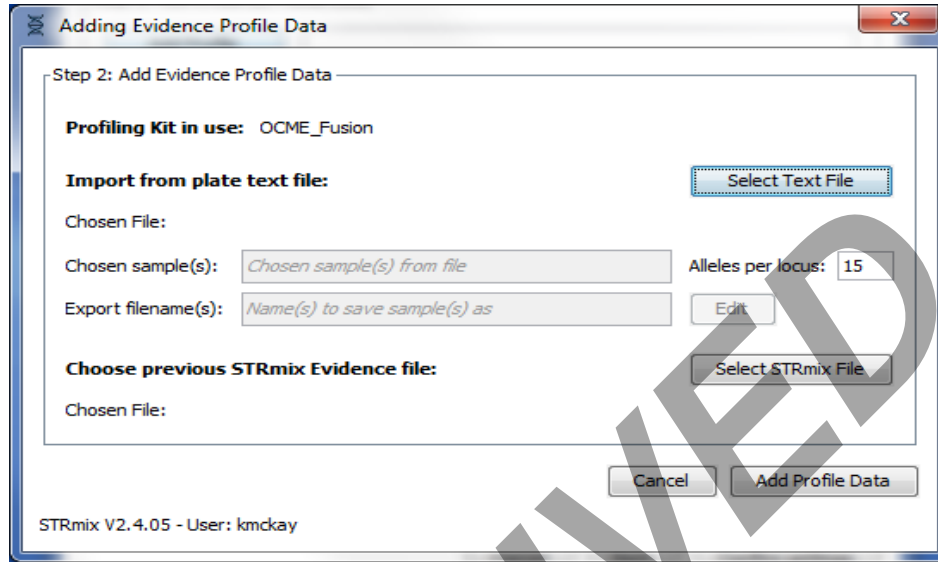 Adding Evidence Profile Data
Step 2: Add Evidence Profile Data
Profiling Kit in use: OCME_Fusion
Import from plate text file: Select Text File
Chosen File:
Chosen sample(s): Chosen sample(s) from file Alleles per locus: 15
Export filename(s): Name(s) to save sample(s) as Edit
Choose previous STRmix Evidence file: Select STRmix File
Chosen File:
Cancel Add Profile Data
STRmix V2.4.05 - User: kmckay
IVED